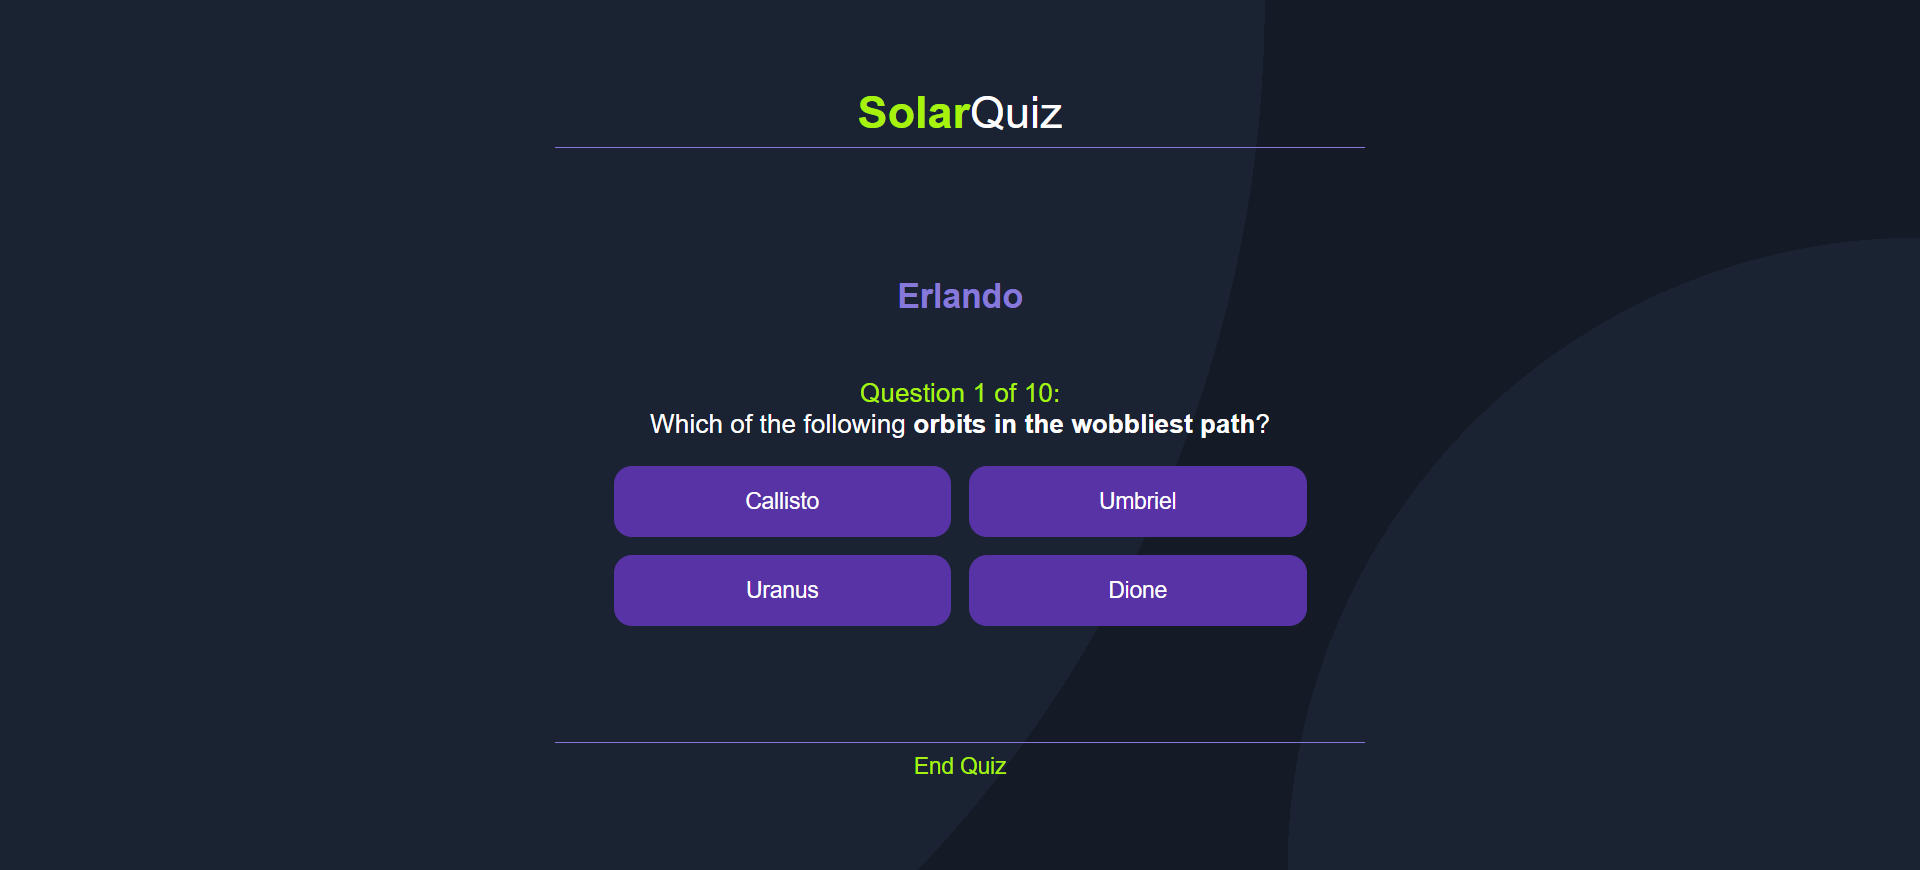 SolarQuiz
Erlando
Question 1 of 10:
Which of the following orbits in the wobbliest path?
Callisto
Umbriel
Uranus
Dione
End Quiz